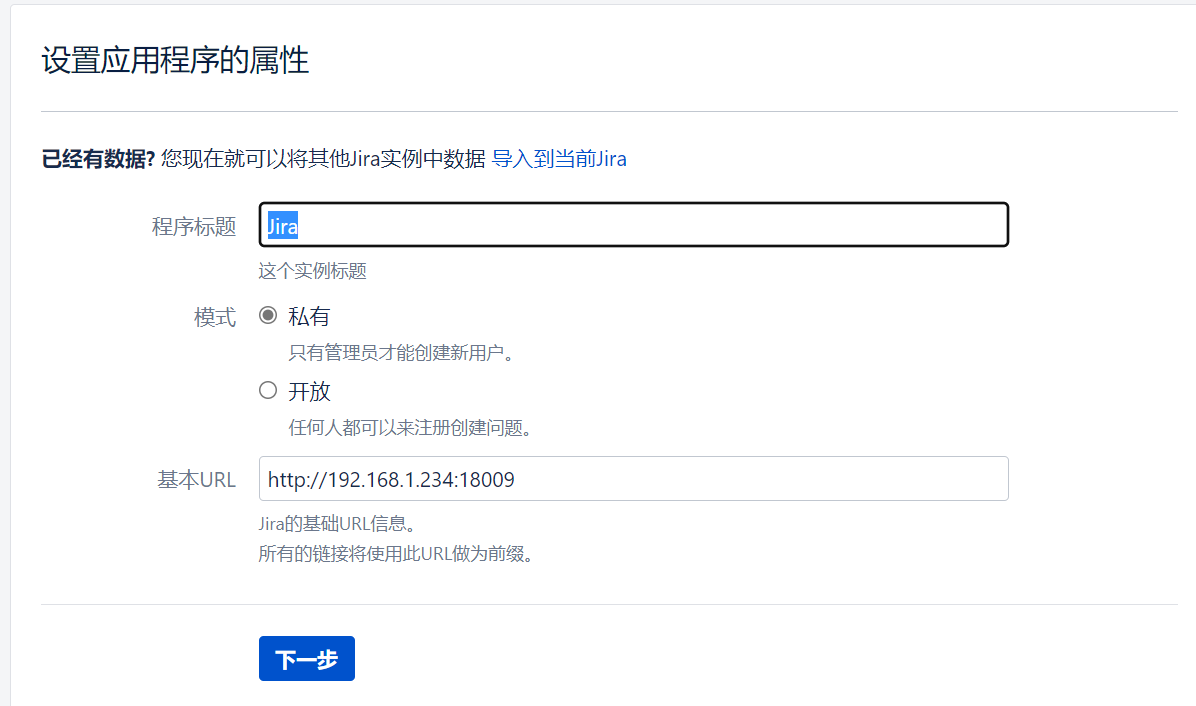 设置应用程序的属性
已经有数据? 您现在就可以将其他Jira实例中数据 导入到当前Jira
程序标题 Jira
这个实例标题
模式 私有
只有管理员才能创建新用户。
开放
任何人都可以来注册创建问题。
基本URL http://192.168.1.234:18009
Jira的基础URL信息。
所有的链接将使用此URL做为前缀。
下一步